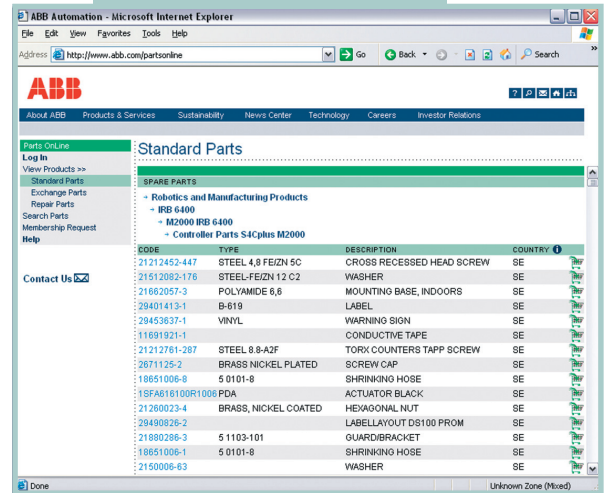 ABB Automation - Microsoft Internet Explorer
File Edit View Favorites Tools Help
Address http://www.abb.com/partsonline Go Back Search »
ABB
?
About ABB Products & Services Sustainability News Center Technology Careers Investor Relations
Parts OnLine
Log In
View Products >>
Standard Parts
Exchange Parts
Repair Parts
Search Parts
Membership Request
Help
Contact Us
Standard Parts
SPARE PARTS
Robotics and Manufacturing Products
IRB 6400
M2000 IRB 6400
Controller Parts S4Cplus M2000
CODE TYPE DESCRIPTION COUNTRY i
21212452-447 STEEL 4,8 FE/ZN 5C CROSS RECESSED HEAD SCREW SE
21512082-176 STEEL-FE/ZN 12 C2 WASHER SE
21662057-3 POLYAMIDE 6,6 MOUNTING BASE, INDOORS SE
29401413-1 B-619 LABEL SE
29453637-1 VINYL WARNING SIGN SE
11691921-1 CONDUCTIVE TAPE SE
21212761-287 STEEL 8.8-A2F TORX COUNTERS TAPP SCREW SE
2671125-2 BRASS NICKEL PLATED SCREW CAP SE
18651006-8 5 0101-8 SHRINKING HOSE SE
1SFA616100R1006 PDA ACTUATOR BLACK SE
21260023-4 BRASS, NICKEL COATED HEXAGONAL NUT SE
29490826-2 LABELLAYOUT DS100 PROM SE
21880286-3 5 1103-101 GUARD/BRACKET SE
18651006-1 5 0101-8 SHRINKING HOSE SE
2150006-63 WASHER SE
Done Unknown Zone (Mixed)